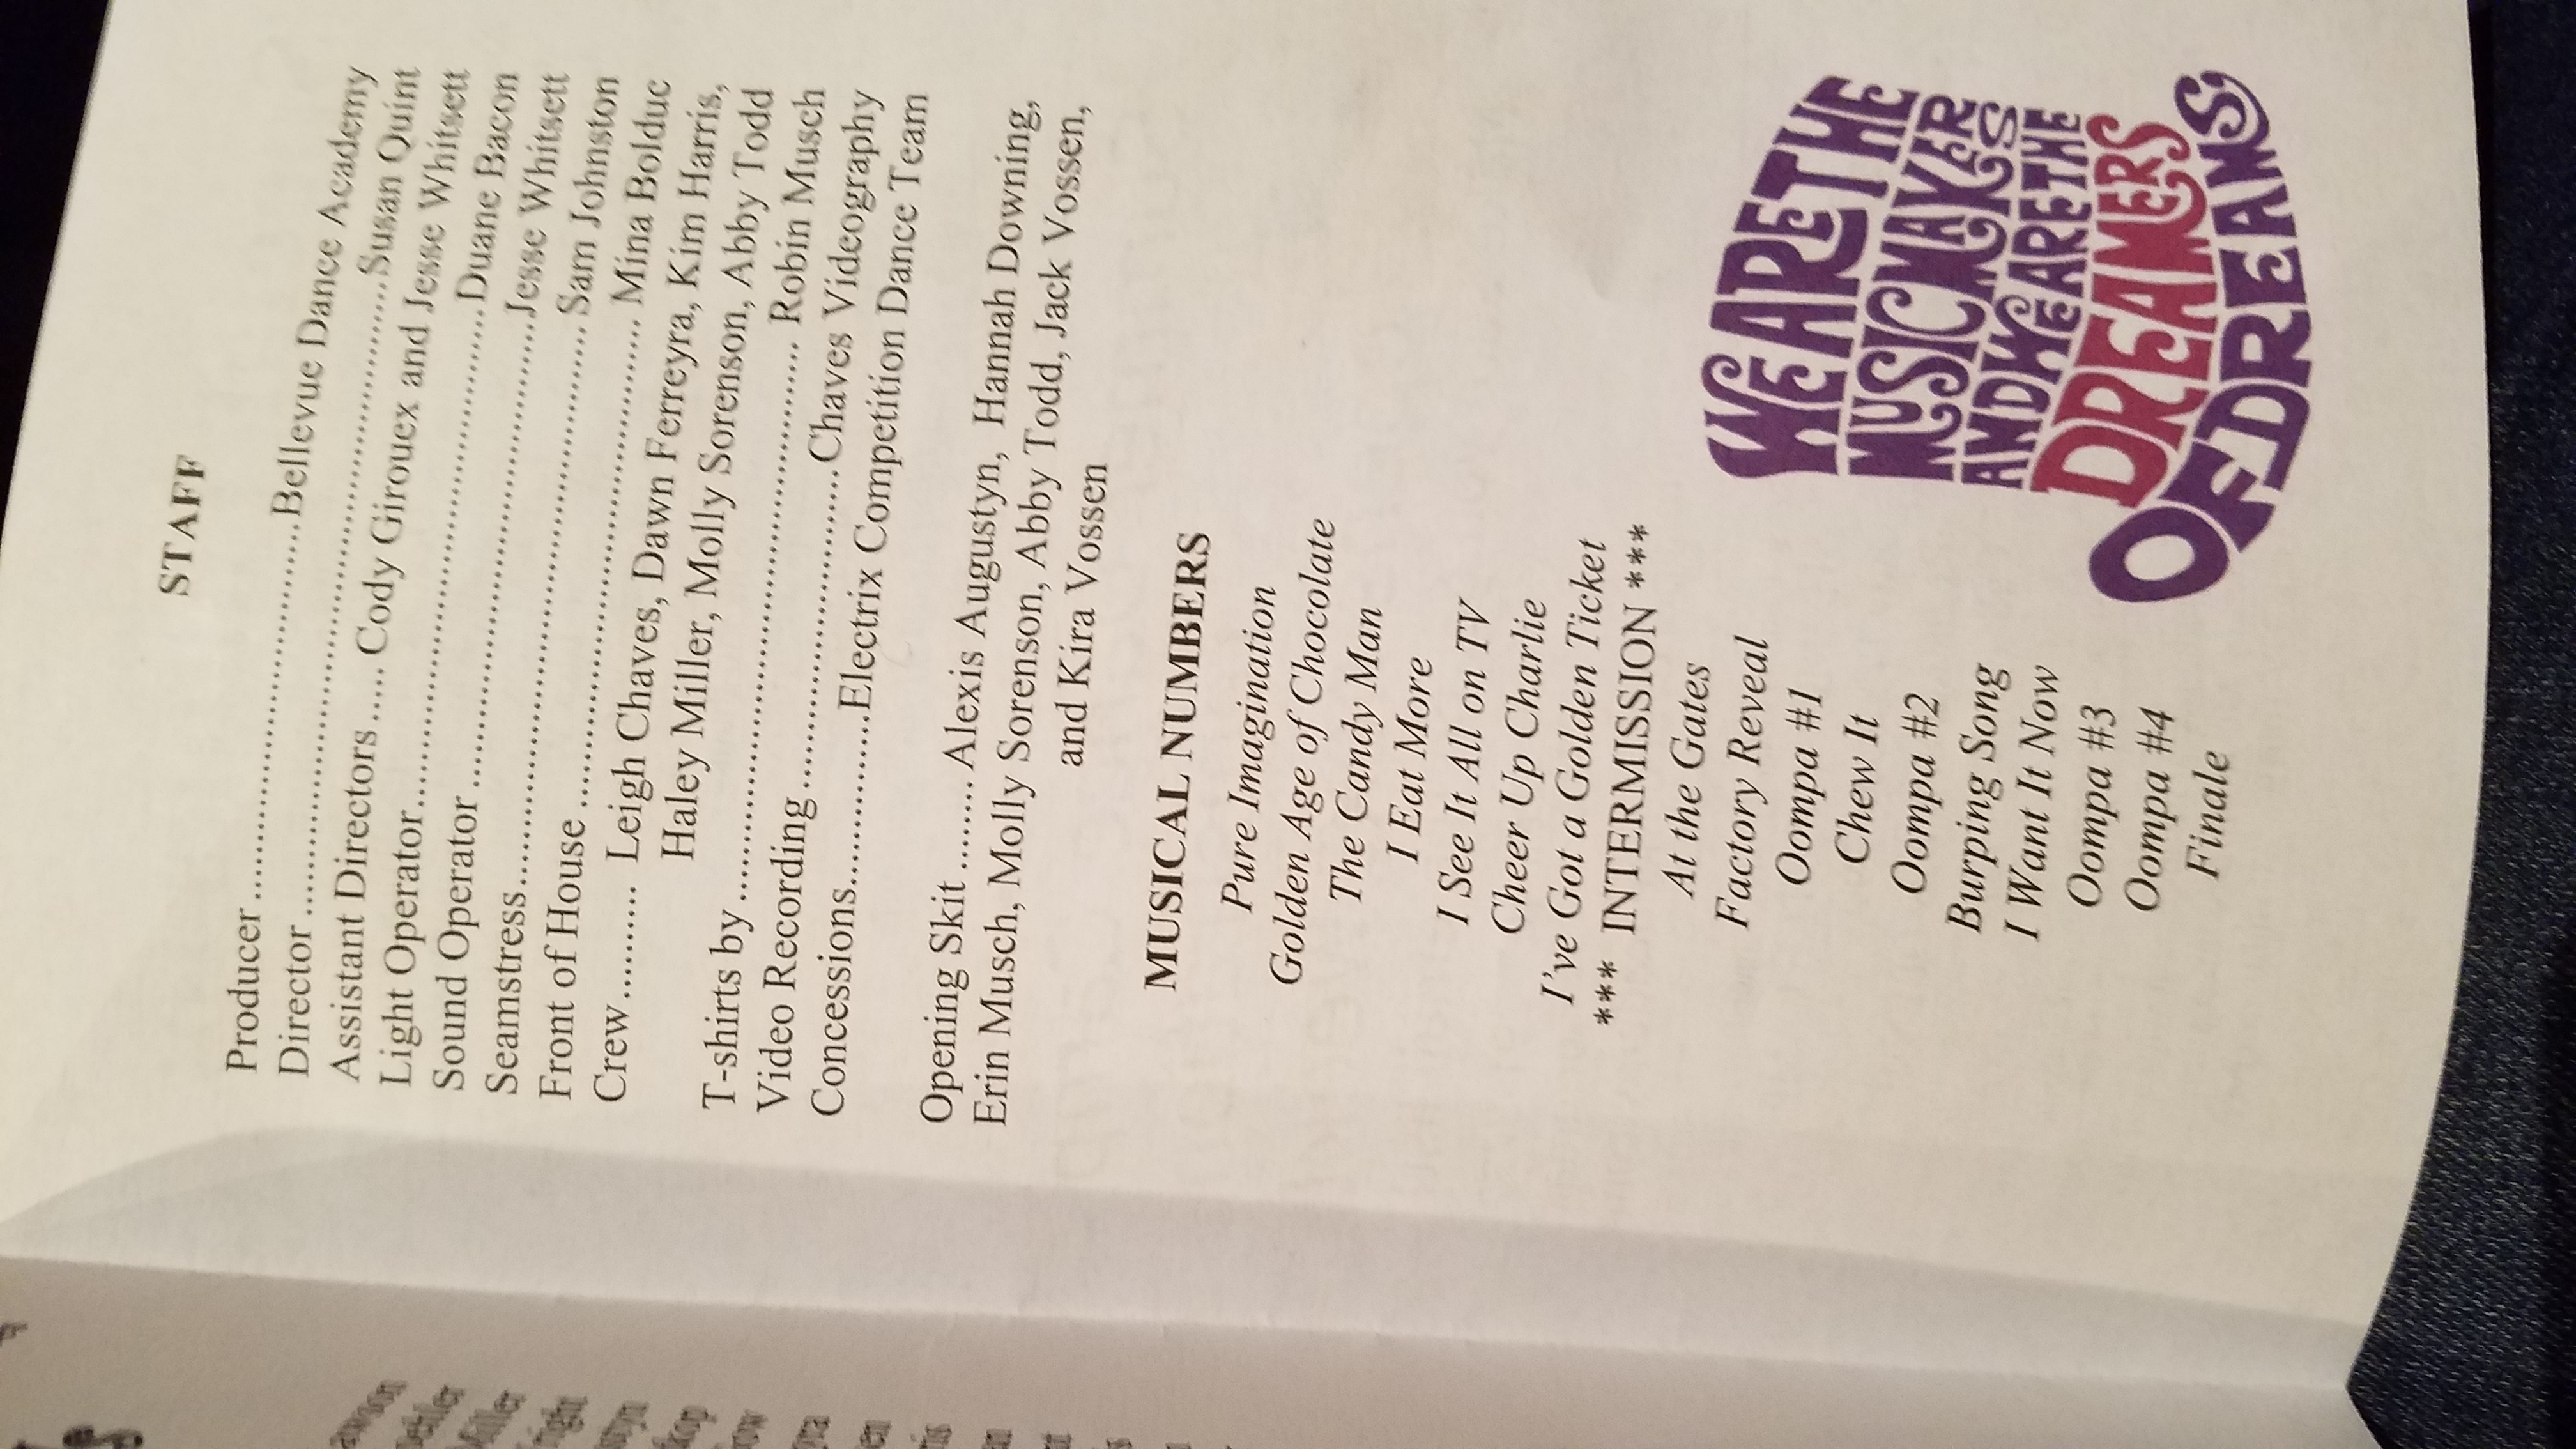 STAFF
Producer..............................Bellevue Dance Academy
Director..................................................Susan Quint
Assistant Directors..... Cody Girouex and Jesse Whitsett
Light Operator........................................Duane Bacon
Sound Operator.....................................Jesse Whitsett
Seamstress............................................. Sam Johnston
Front of House...................................... Mina Bolduc
Crew.......... Leigh Chaves, Dawn Ferreyra, Kim Harris,
Haley Miller, Molly Sorenson, Abby Todd
T-shirts by............................................ Robin Musch
Video Recording.........................Chaves Videography
Concessions............Electrix Competition Dance Team
Opening Skit........ Alexis Augustyn, Hannah Downing,
Erin Musch, Molly Sorenson, Abby Todd, Jack Vossen,
and Kira Vossen
MUSICAL NUMBERS
Pure Imagination
Golden Age of Chocolate
The Candy Man
I Eat More
I See It All on TV
Cheer Up Charlie
I've Got a Golden Ticket
*** INTERMISSION ***
At the Gates
Factory Reveal
Oompa #1
Chew It
Oompa #2
Burping Song
I Want It Now
Oompa #3
Oompa #4
Finale
WE ARE THE
MUSIC MAKERS
AND WE ARE THE
DREAMERS
OF DREAMS